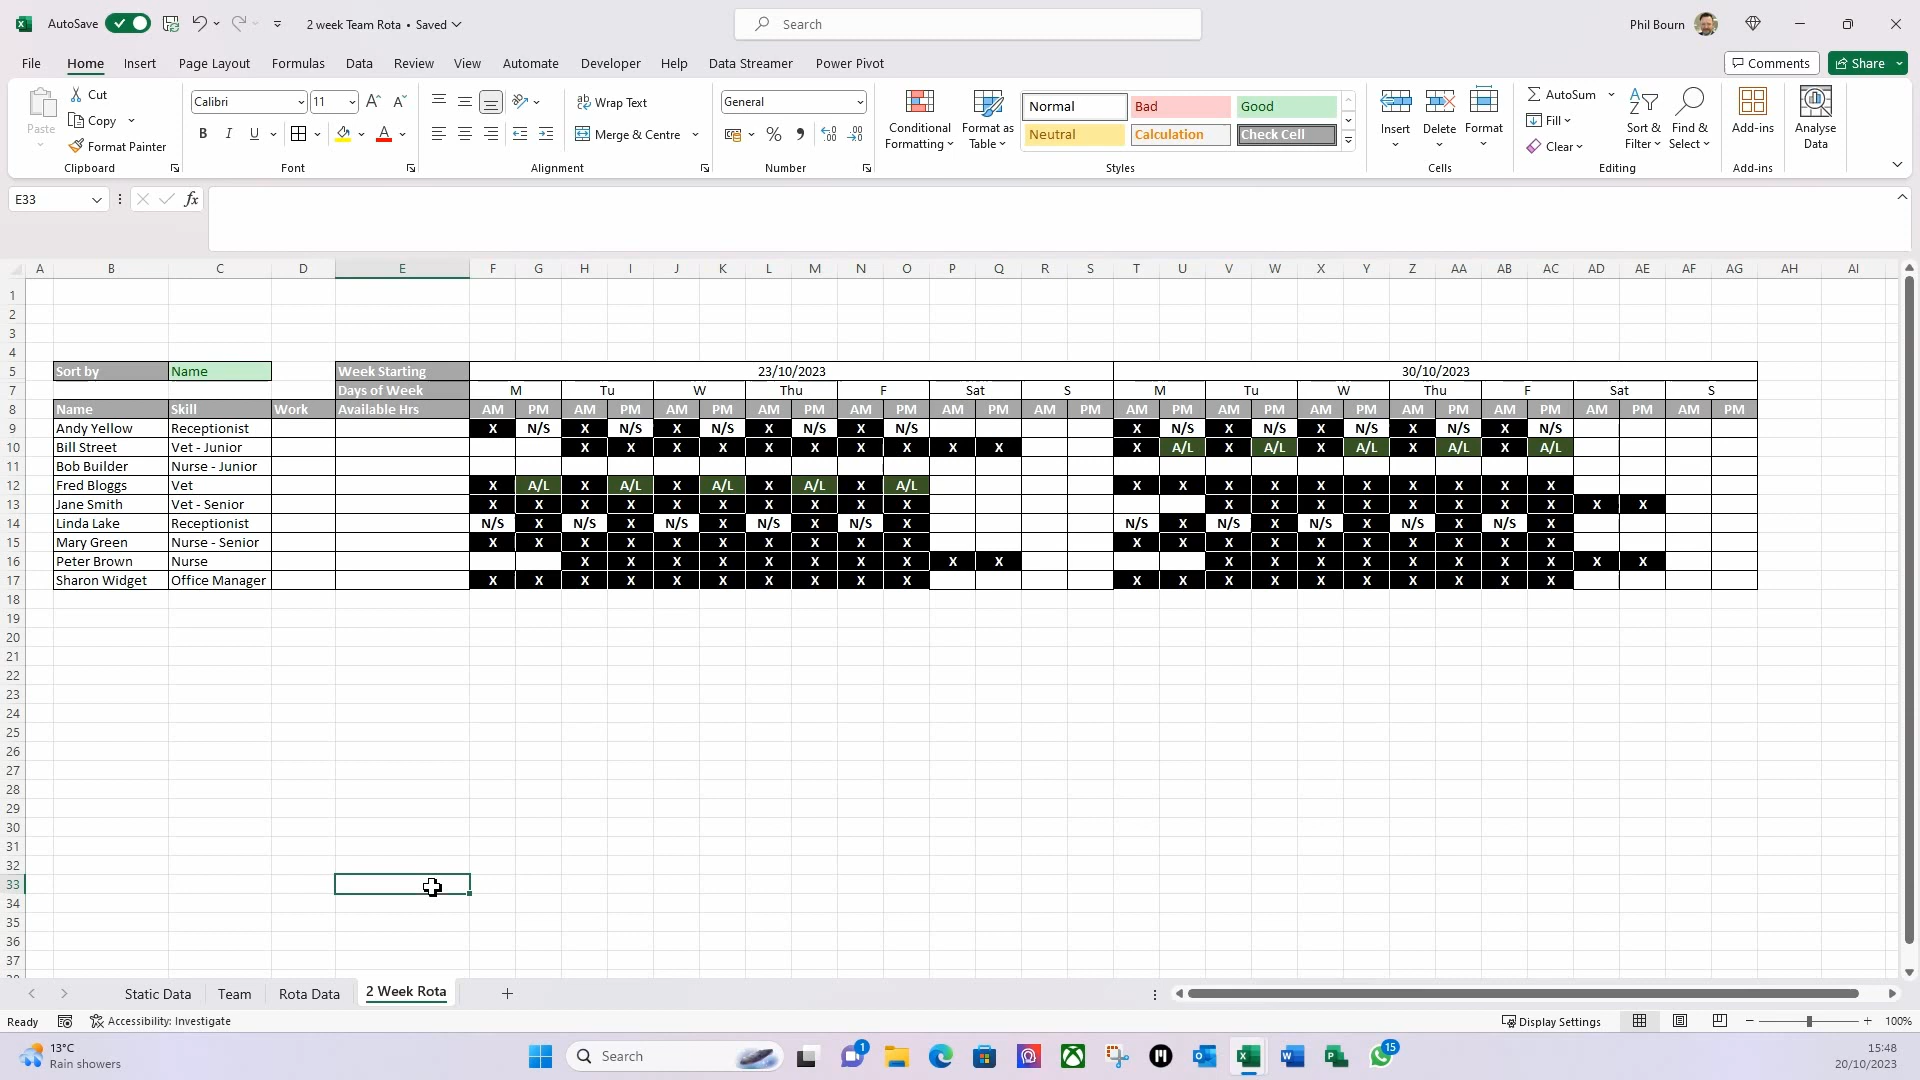 AutoSave
2 week Team Rota • Saved
Search
Phil Bourn
File Home Insert Page Layout Formulas Data Review View Automate Developer Help Data Streamer Power Pivot
Comments
Share
Paste
Cut
Copy
Format Painter
Clipboard
Calibri 11
B I U
Font
ab Wrap Text
Merge & Centre
Alignment
General
Number
Conditional Formatting
Format as Table
Normal Bad Good
Neutral Calculation Check Cell
Styles
Insert Delete Format
Cells
AutoSum
Fill
Clear
Sort & Filter
Find & Select
Editing
Add-ins
Add-ins
Analyse Data
E33
fx
A B C D E F G H I J K L M N O P Q R S T U V W X Y Z AA AB AC AD AE AF AG AH AI
1
2
3
4
5 Sort by Name Week Starting 23/10/2023 30/10/2023
7 Days of Week M Tu W Thu F Sat S M Tu W Thu F Sat S
8 Name Skill Work Available Hrs AM PM AM PM AM PM AM PM AM PM AM PM AM PM AM PM AM PM AM PM AM PM AM PM AM PM AM PM
9 Andy Yellow Receptionist X N/S X N/S X N/S X N/S X N/S X N/S X N/S X N/S X N/S X N/S
10 Bill Street Vet - Junior X X X X X X X X X X X A/L X A/L X A/L X A/L X A/L
11 Bob Builder Nurse - Junior
12 Fred Bloggs Vet X A/L X A/L X A/L X A/L X A/L X X X X X X X X X X
13 Jane Smith Vet - Senior X X X X X X X X X X X X X X X X X X X X
14 Linda Lake Receptionist N/S X N/S X N/S X N/S X N/S X N/S X N/S X N/S X N/S X N/S X
15 Mary Green Nurse - Senior X X X X X X X X X X X X X X X X X X X X
16 Peter Brown Nurse X X X X X X X X X X X X X X X X X X X X
17 Sharon Widget Office Manager X X X X X X X X X X X X X X X X X X X X
18
19
20
21
22
23
24
25
26
27
28
29
30
31
32
33
34
35
36
37
Static Data Team Rota Data 2 Week Rota
Ready
Accessibility: Investigate
Display Settings
100%
13°C
Rain showers
Search
1
15
15:48
20/10/2023